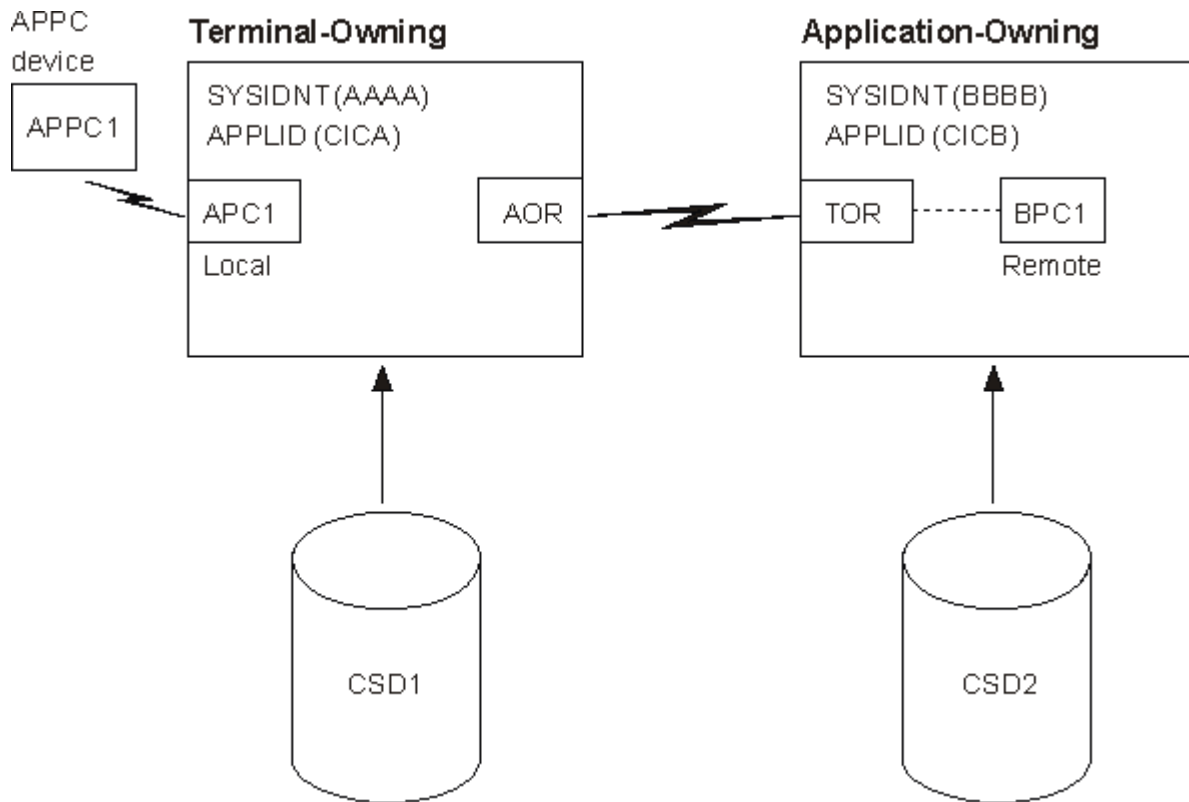 APPC
device
APPC1
Terminal-Owning
SYSIDNT(AAAA)
APPLID(CICA)
APC1
Local
AOR
Application-Owning
SYSIDNT(BBBB)
APPLID(CICB)
TOR
BPC1
Remote
CSD1
CSD2